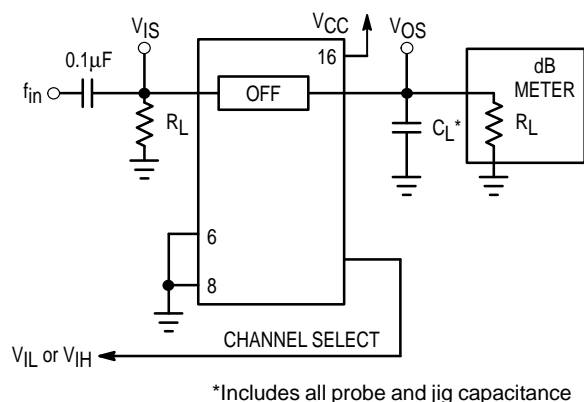 VIS
VCC
VOS
0.1µF
16
dB
METER
fin
OFF
RL
CL*
RL
6
8
CHANNEL SELECT
VIL or VIH
*Includes all probe and jig capacitance